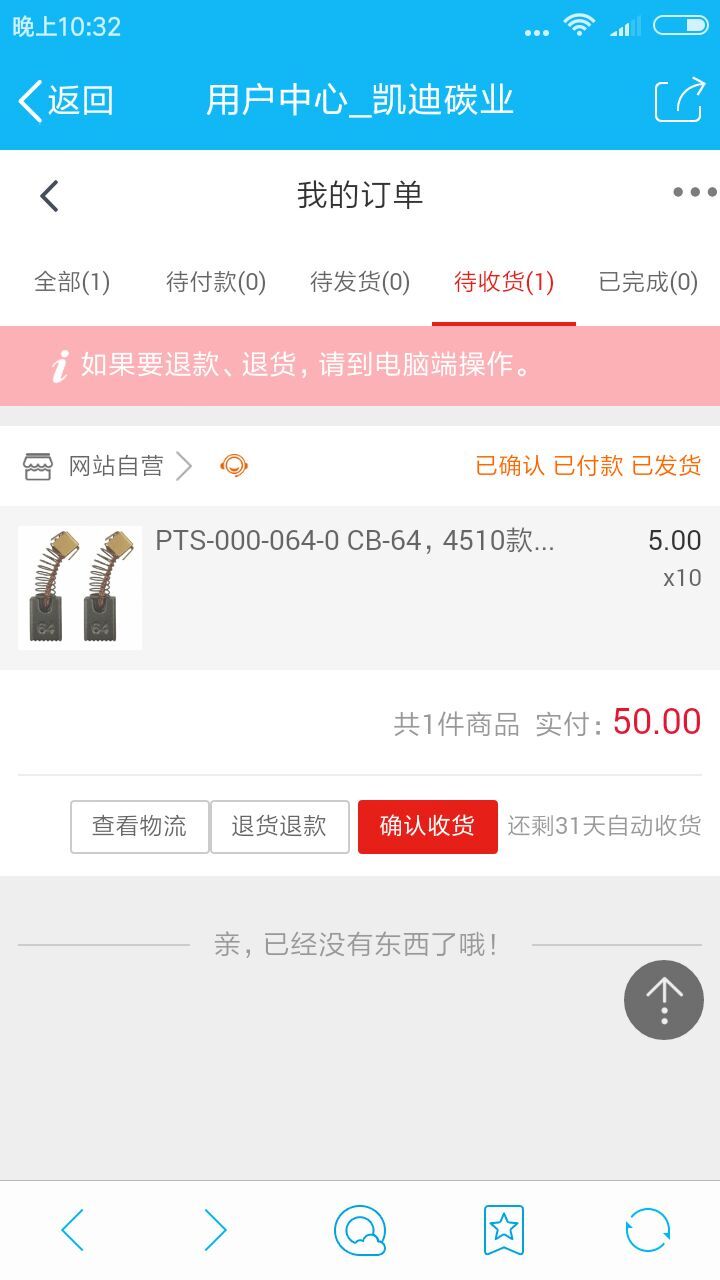 晚上10:32
返回 用户中心_凯迪碳业
我的订单
全部(1) 待付款(0) 待发货(0) 待收货(1) 已完成(0)
如果要退款、退货，请到电脑端操作。
网站自营 已确认 已付款 已发货
PTS-000-064-0 CB-64，4510款... 5.00
x10
64 64
共1件商品 实付：50.00
查看物流 退货退款 确认收货 还剩31天自动收货
亲，已经没有东西了哦！